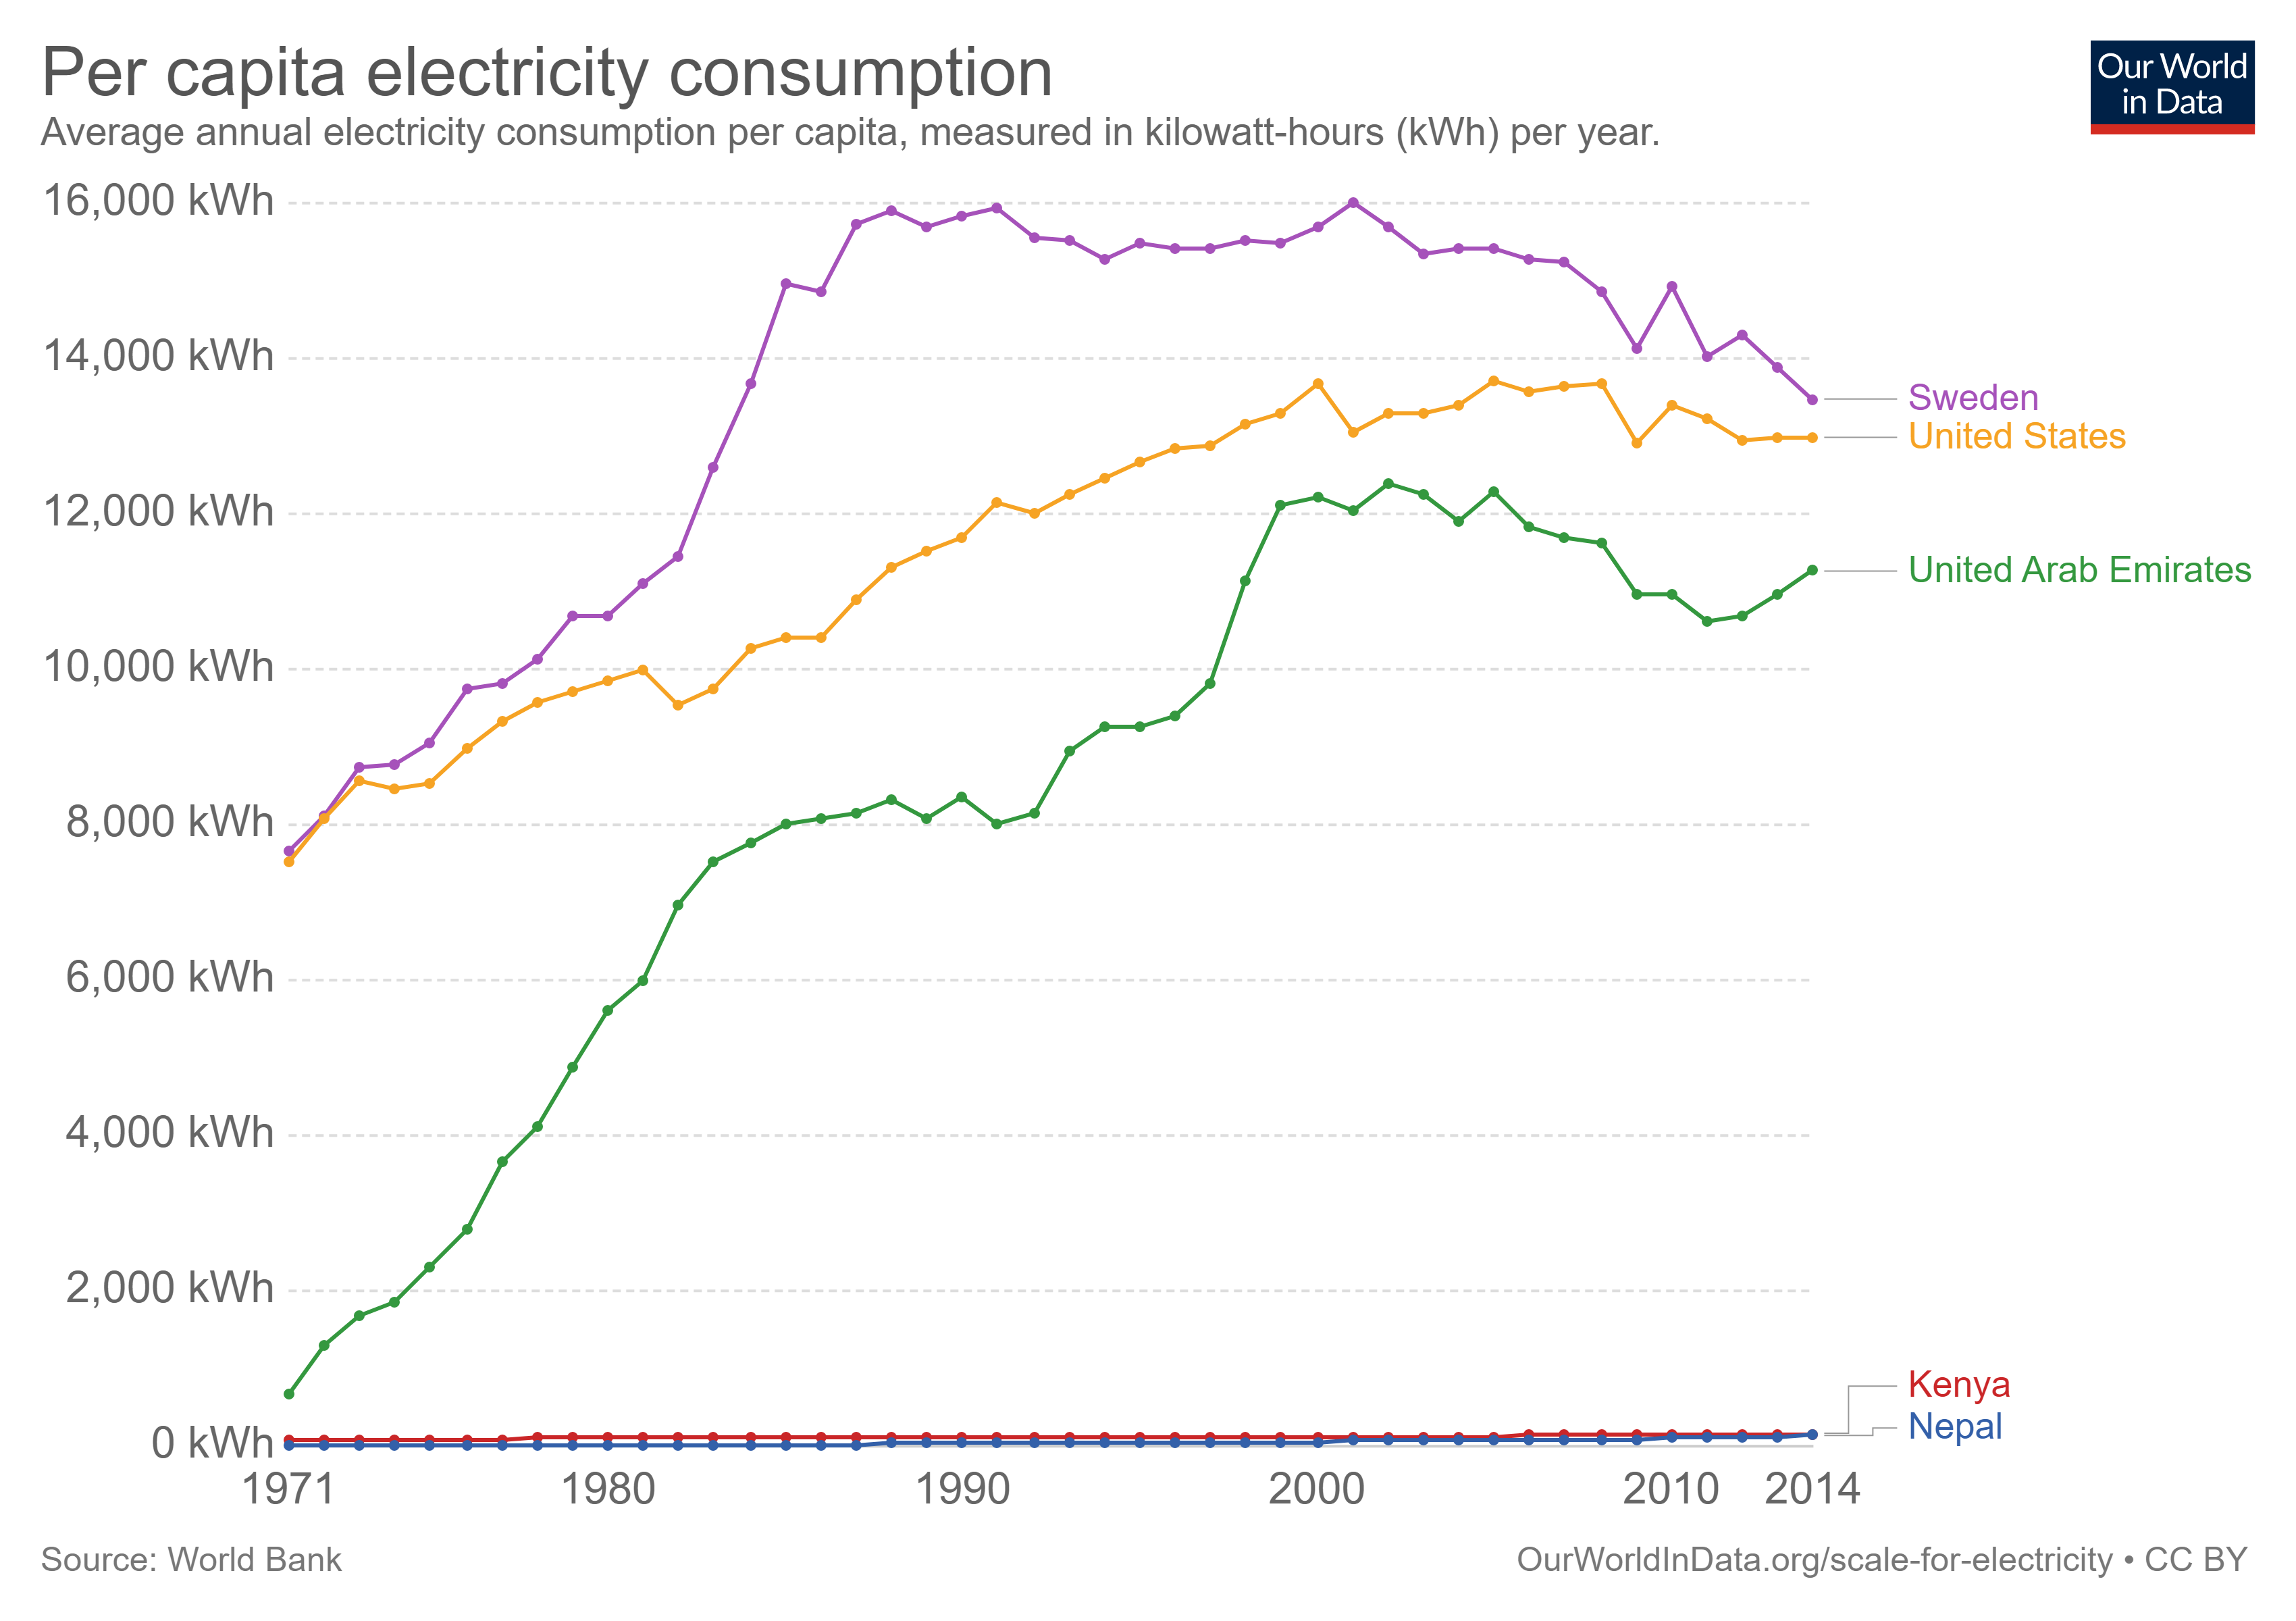 Per capita electricity consumption
Average annual electricity consumption per capita, measured in kilowatt-hours (kWh) per year.
Our World
in Data
16,000 kWh
14,000 kWh
12,000 kWh
10,000 kWh
8,000 kWh
6,000 kWh
4,000 kWh
2,000 kWh
0 kWh
Sweden
United States
United Arab Emirates
Kenya
Nepal
1971 1980 1990 2000 2010 2014
Source: World Bank
OurWorldInData.org/scale-for-electricity • CC BY